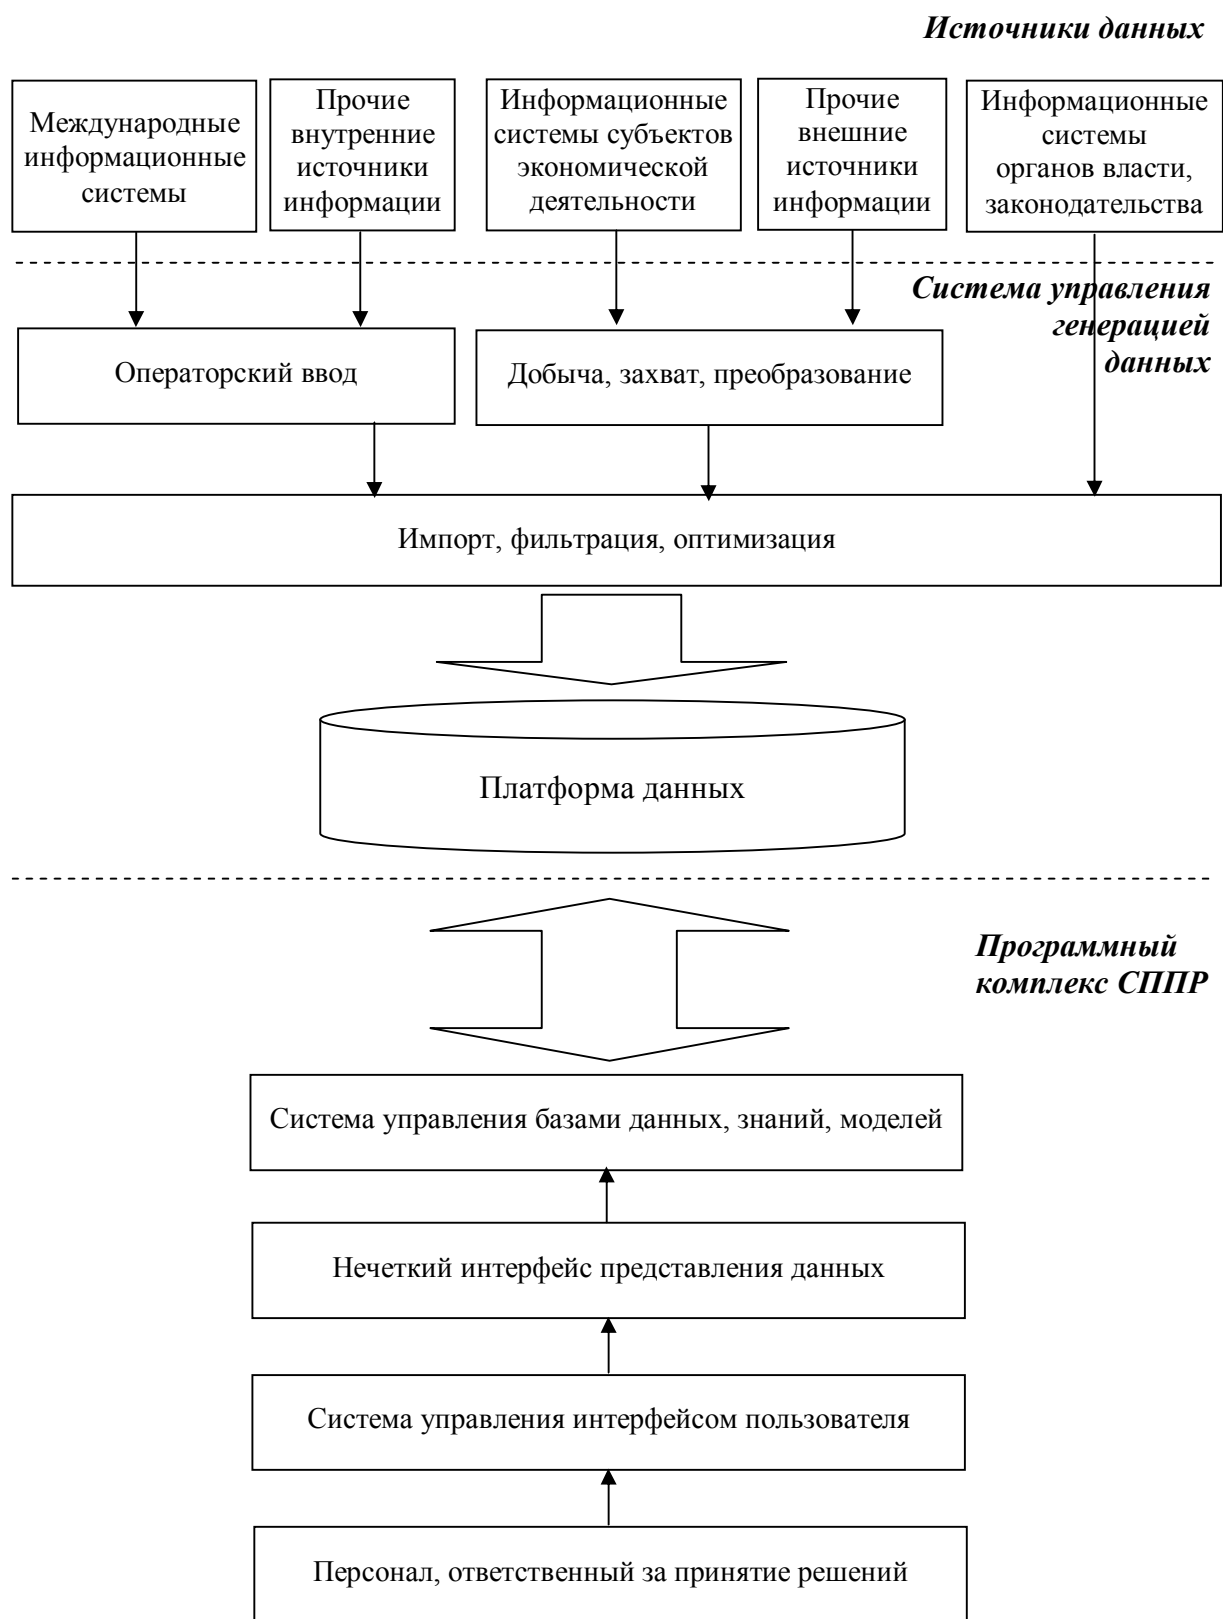 Источники данных
Международные
информационные
системы
Прочие
внутренние
источники
информации
Информационные
системы субъектов
экономической
деятельности
Прочие
внешние
источники
информации
Информационные
системы
органов власти,
законодательства
Система управления
генерацией
данных
Операторский ввод
Добыча, захват, преобразование
Импорт, фильтрация, оптимизация
Платформа данных
Программный
комплекс СППР
Система управления базами данных, знаний, моделей
Нечеткий интерфейс представления данных
Система управления интерфейсом пользователя
Персонал, ответственный за принятие решений